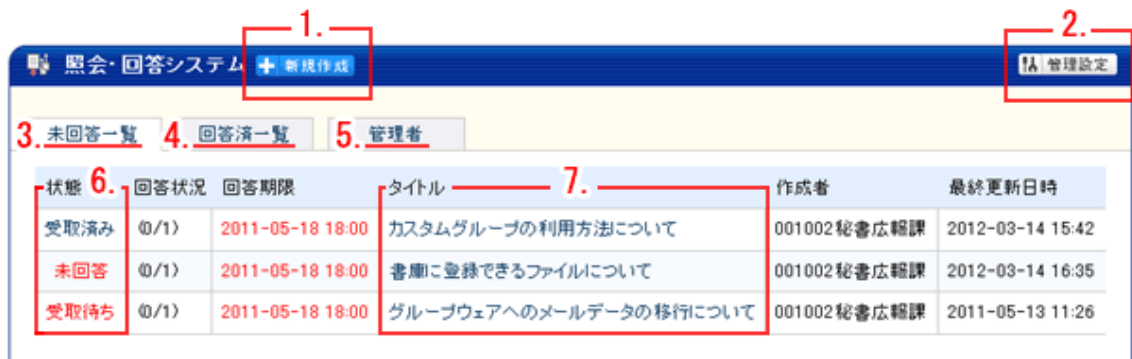 1. 2.
照会・回答システム 新規作成 管理設定
3. 未回答一覧 4. 回答済一覧 5. 管理者
状態 6. 回答状況 回答期限 タイトル 7. 作成者 最終更新日時
受取済み (0/1) 2011-05-18 18:00 カスタムグループの利用方法について 001002秘書広報課 2012-03-14 15:42
未回答 (0/1) 2011-05-18 18:00 書庫に登録できるファイルについて 001002秘書広報課 2012-03-14 16:35
受取待ち (0/1) 2011-05-18 18:00 グループウェアへのメールデータの移行について 001002秘書広報課 2011-05-13 11:26